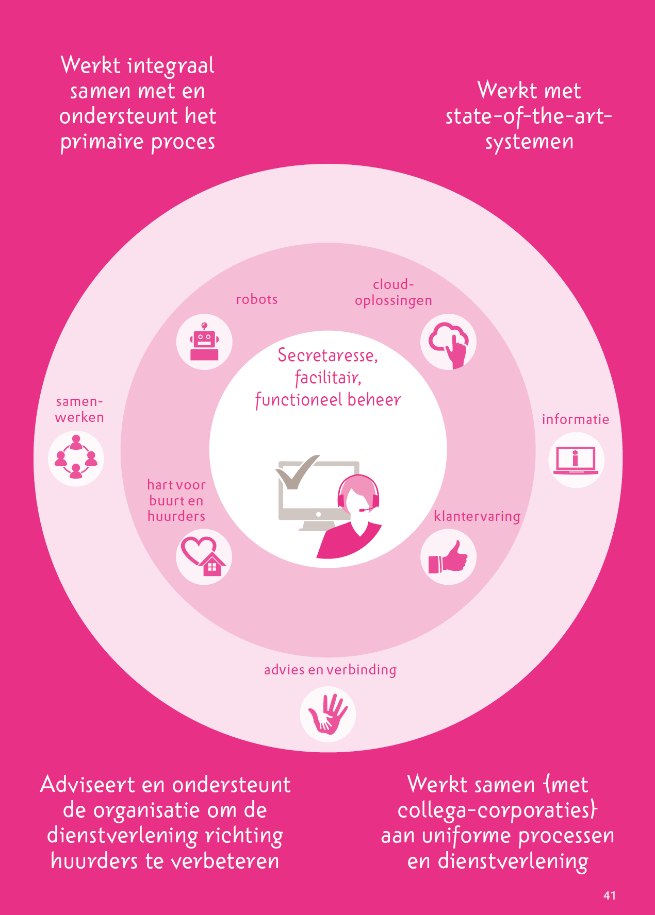 Werkt integraal
samen met en
ondersteunt het
primaire proces
Werkt met
state-of-the-art-
systemen
robots
cloud-
oplossingen
Secretaresse,
facilitair,
functioneel beheer
samen-
werken
informatie
hart voor
buurt en
huurders
klantervaring
advies en verbinding
Adviseert en ondersteunt
de organisatie om de
dienstverlening richting
huurders te verbeteren
Werkt samen {met
collega-corporaties}
aan uniforme processen
en dienstverlening
41